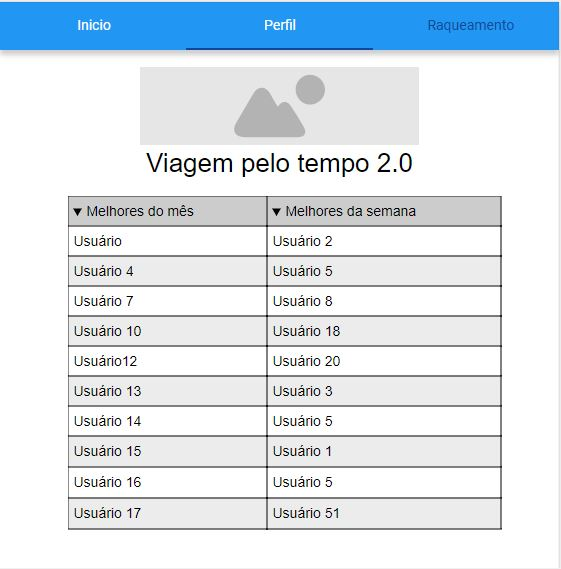 Inicio Perfil Raqueamento
Viagem pelo tempo 2.0
Melhores do mês Melhores da semana
Usuário Usuário 2
Usuário 4 Usuário 5
Usuário 7 Usuário 8
Usuário 10 Usuário 18
Usuário12 Usuário 20
Usuário 13 Usuário 3
Usuário 14 Usuário 5
Usuário 15 Usuário 1
Usuário 16 Usuário 5
Usuário 17 Usuário 51